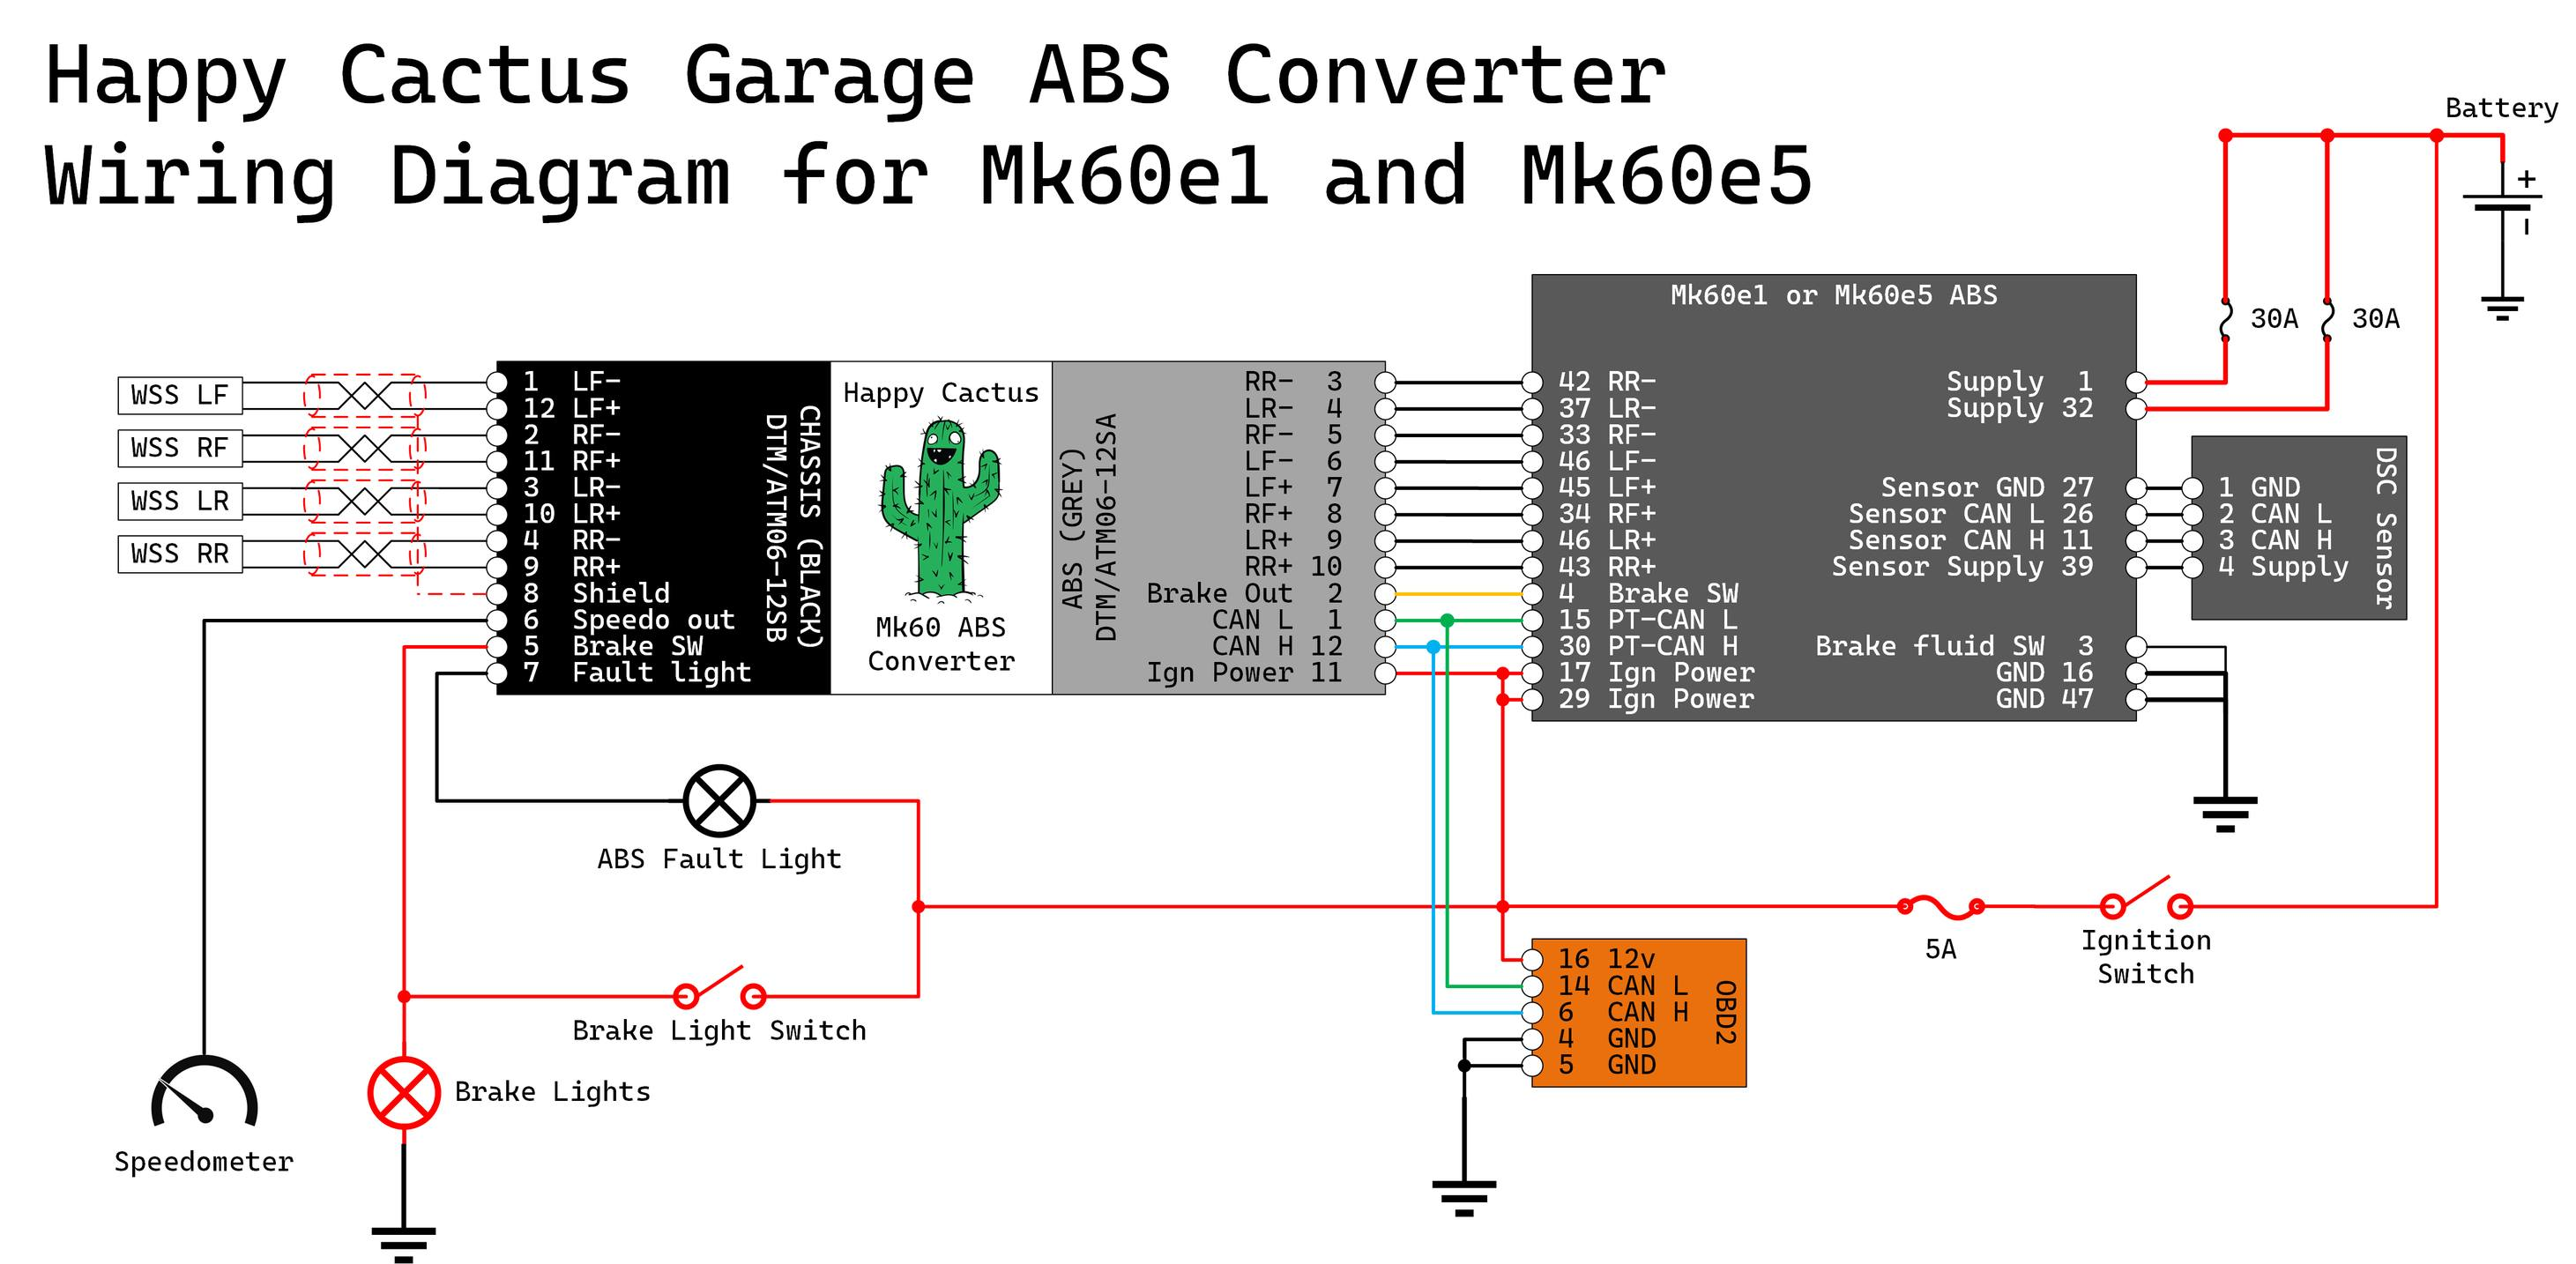 Happy Cactus Garage ABS Converter
Wiring Diagram for Mk60e1 and Mk60e5
Battery
+
-
30A
30A
WSS LF
WSS RF
WSS LR
WSS RR
1 LF-
12 LF+
2 RF-
11 RF+
3 LR-
10 LR+
4 RR-
9 RR+
8 Shield
6 Speedo out
5 Brake SW
7 Fault light
CHASSIS (BLACK)
DTM/ATM06-12SB
Happy Cactus
Mk60 ABS
Converter
ABS (GREY)
DTM/ATM06-12SA
RR- 3
LR- 4
RF- 5
LF- 6
LF+ 7
RF+ 8
LR+ 9
RR+ 10
Brake Out 2
CAN L 1
CAN H 12
Ign Power 11
Mk60e1 or Mk60e5 ABS
42 RR-
37 LR-
33 RF-
46 LF-
45 LF+
34 RF+
46 LR+
43 RR+
4 Brake SW
15 PT-CAN L
30 PT-CAN H
17 Ign Power
29 Ign Power
Supply 1
Supply 32
Sensor GND 27
Sensor CAN L 26
Sensor CAN H 11
Sensor Supply 39
Brake fluid SW 3
GND 16
GND 47
1 GND
2 CAN L
3 CAN H
4 Supply
DSC Sensor
ABS Fault Light
Brake Light Switch
Brake Lights
Speedometer
5A
Ignition
Switch
16 12v
14 CAN L
6 CAN H
4 GND
5 GND
OBD2